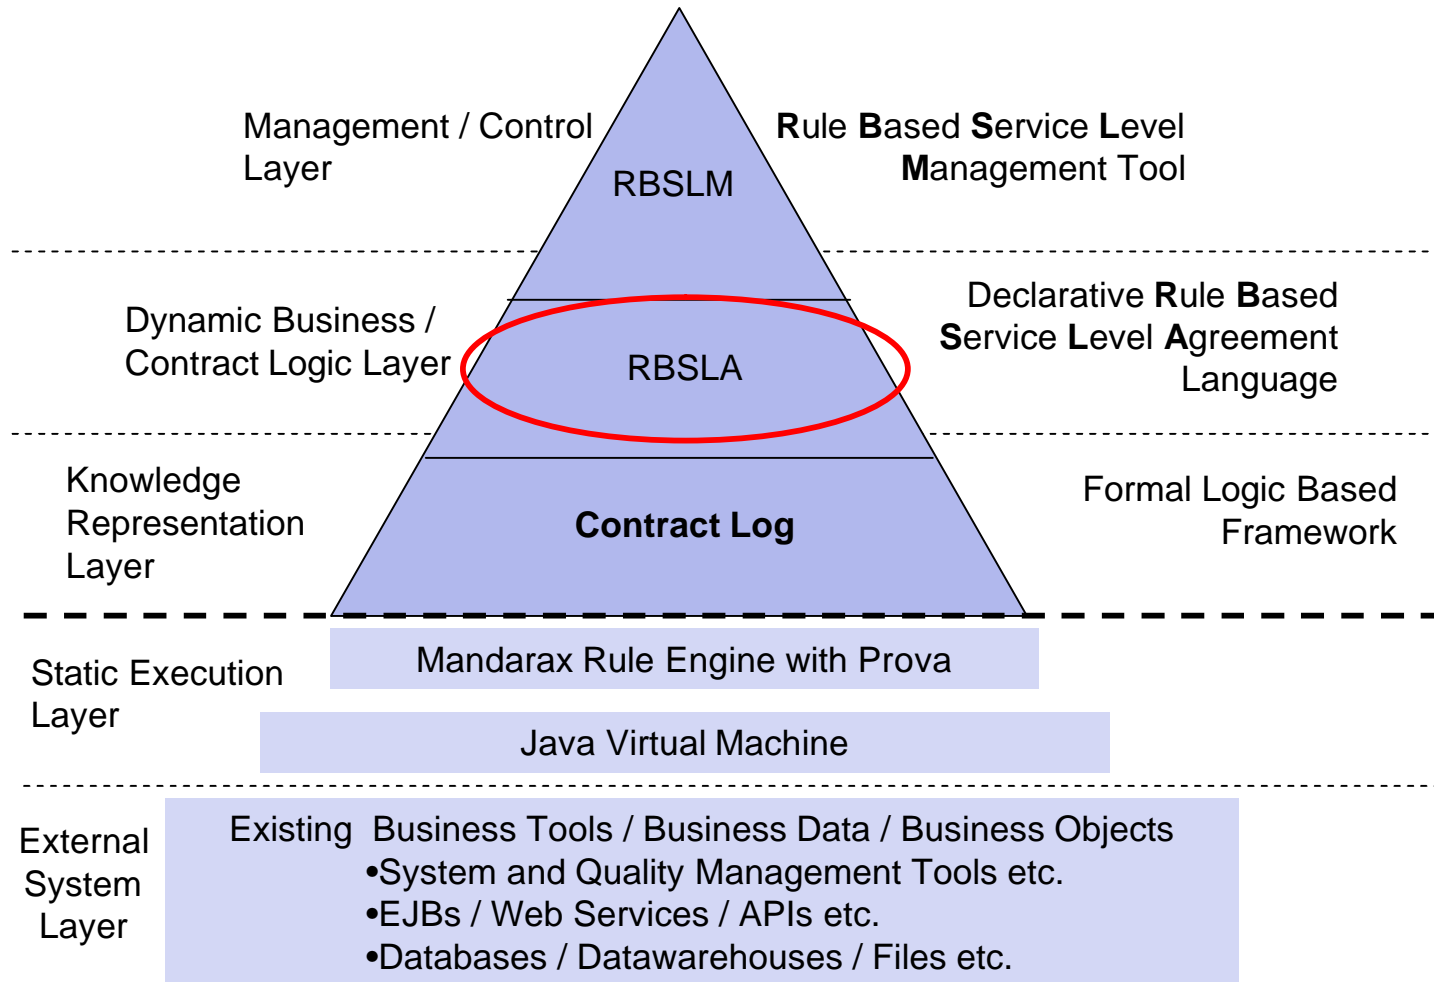 Management / Control
Layer
RBSLM
Rule Based Service Level
Management Tool
Dynamic Business /
Contract Logic Layer
RBSLA
Declarative Rule Based
Service Level Agreement
Language
Knowledge
Representation
Layer
Contract Log
Formal Logic Based
Framework
Static Execution
Layer
Mandarax Rule Engine with Prova
Java Virtual Machine
External
System
Layer
Existing Business Tools / Business Data / Business Objects
•System and Quality Management Tools etc.
•EJBs / Web Services / APIs etc.
•Databases / Datawarehouses / Files etc.